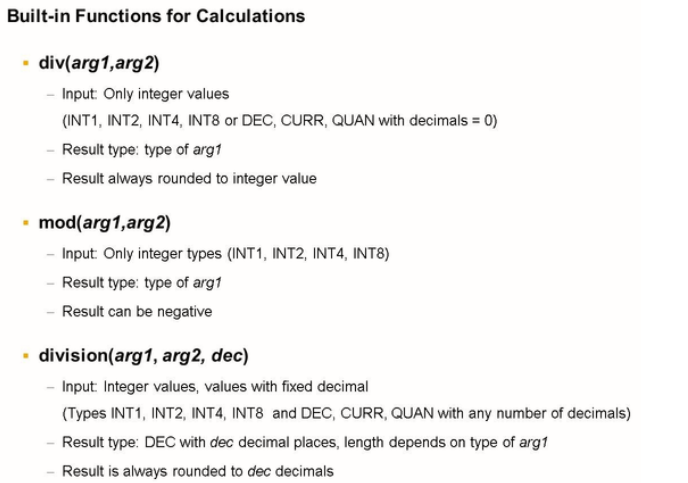 Built-in Functions for Calculations
▪ div(arg1,arg2)
– Input: Only integer values
(INT1, INT2, INT4, INT8 or DEC, CURR, QUAN with decimals = 0)
– Result type: type of arg1
– Result always rounded to integer value
▪ mod(arg1,arg2)
– Input: Only integer types (INT1, INT2, INT4, INT8)
– Result type: type of arg1
– Result can be negative
▪ division(arg1, arg2, dec)
– Input: Integer values, values with fixed decimal
(Types INT1, INT2, INT4, INT8 and DEC, CURR, QUAN with any number of decimals)
– Result type: DEC with dec decimal places, length depends on type of arg1
– Result is always rounded to dec decimals